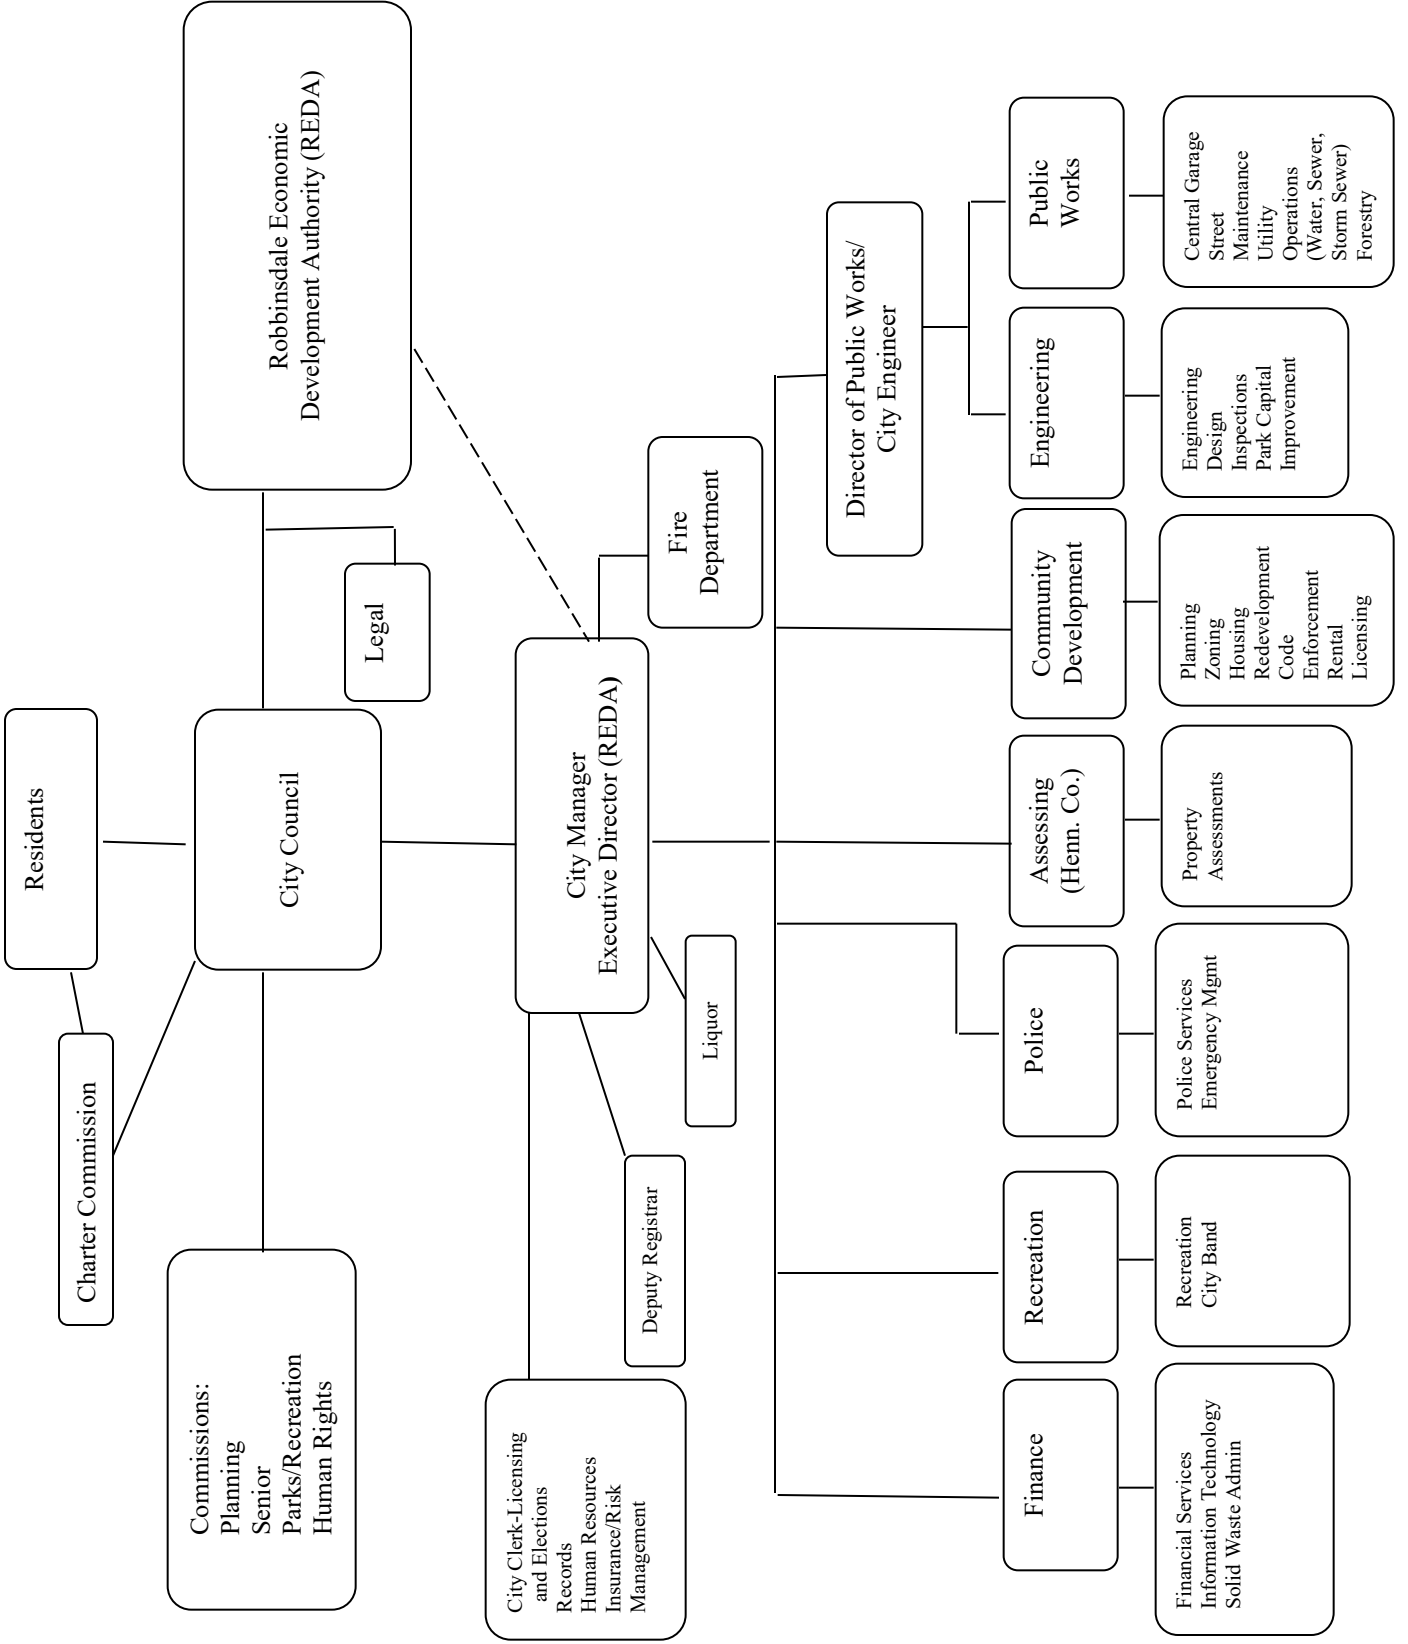 Residents
Charter Commission
Robbinsdale Economic
Development Authority (REDA)
City Council
Commissions:
Planning
Senior
Parks/Recreation
Human Rights
Legal
City Manager
Executive Director (REDA)
City Clerk-Licensing
and Elections
Records
Human Resources
Insurance/Risk
Management
Deputy Registrar
Liquor
Fire
Department
Director of Public Works/
City Engineer
Finance
Recreation
Police
Assessing
(Henn. Co.)
Community
Development
Engineering
Public
Works
Financial Services
Information Technology
Solid Waste Admin
Recreation
City Band
Police Services
Emergency Mgmt
Property
Assessments
Planning
Zoning
Housing
Redevelopment
Code
Enforcement
Rental
Licensing
Engineering
Design
Inspections
Park Capital
Improvement
Central Garage
Street
Maintenance
Utility
Operations
(Water, Sewer,
Storm Sewer)
Forestry